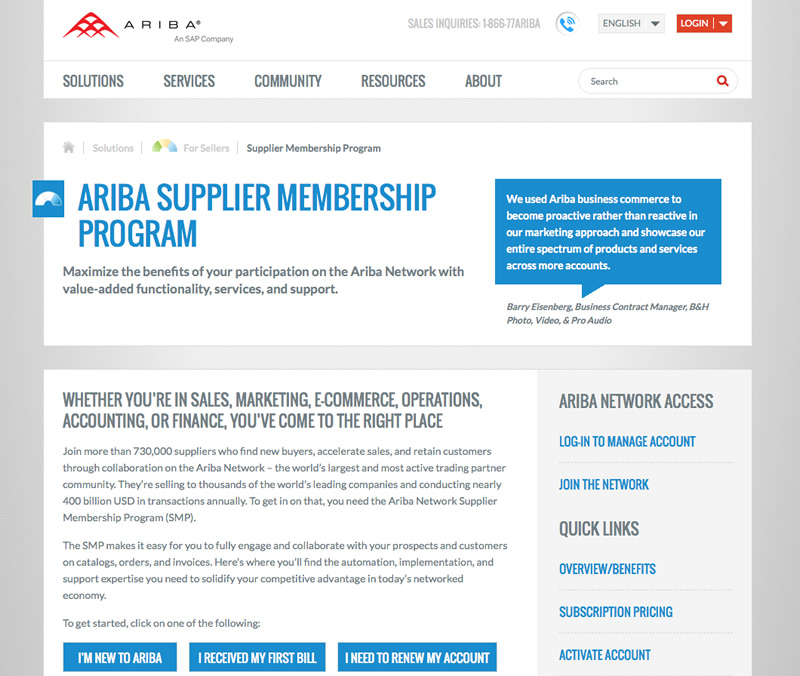 ARIBA®
An SAP Company
SALES INQUIRIES: 1-866-77ARIBA
ENGLISH
LOGIN
SOLUTIONS
SERVICES
COMMUNITY
RESOURCES
ABOUT
Search
Solutions
For Sellers
Supplier Membership Program
ARIBA SUPPLIER MEMBERSHIP
PROGRAM
Maximize the benefits of your participation on the Ariba Network with
value-added functionality, services, and support.
We used Ariba business commerce to
become proactive rather than reactive in
our marketing approach and showcase our
entire spectrum of products and services
across more accounts.
Barry Eisenberg, Business Contract Manager, B&H
Photo, Video, & Pro Audio
WHETHER YOU'RE IN SALES, MARKETING, E-COMMERCE, OPERATIONS,
ACCOUNTING, OR FINANCE, YOU'VE COME TO THE RIGHT PLACE
Join more than 730,000 suppliers who find new buyers, accelerate sales, and retain customers
through collaboration on the Ariba Network – the world's largest and most active trading partner
community. They're selling to thousands of the world's leading companies and conducting nearly
400 billion USD in transactions annually. To get in on that, you need the Ariba Network Supplier
Membership Program (SMP).
The SMP makes it easy for you to fully engage and collaborate with your prospects and customers
on catalogs, orders, and invoices. Here's where you'll find the automation, implementation, and
support expertise you need to solidify your competitive advantage in today's networked
economy.
To get started, click on one of the following:
I'M NEW TO ARIBA
I RECEIVED MY FIRST BILL
I NEED TO RENEW MY ACCOUNT
ARIBA NETWORK ACCESS
LOG-IN TO MANAGE ACCOUNT
JOIN THE NETWORK
QUICK LINKS
OVERVIEW/BENEFITS
SUBSCRIPTION PRICING
ACTIVATE ACCOUNT